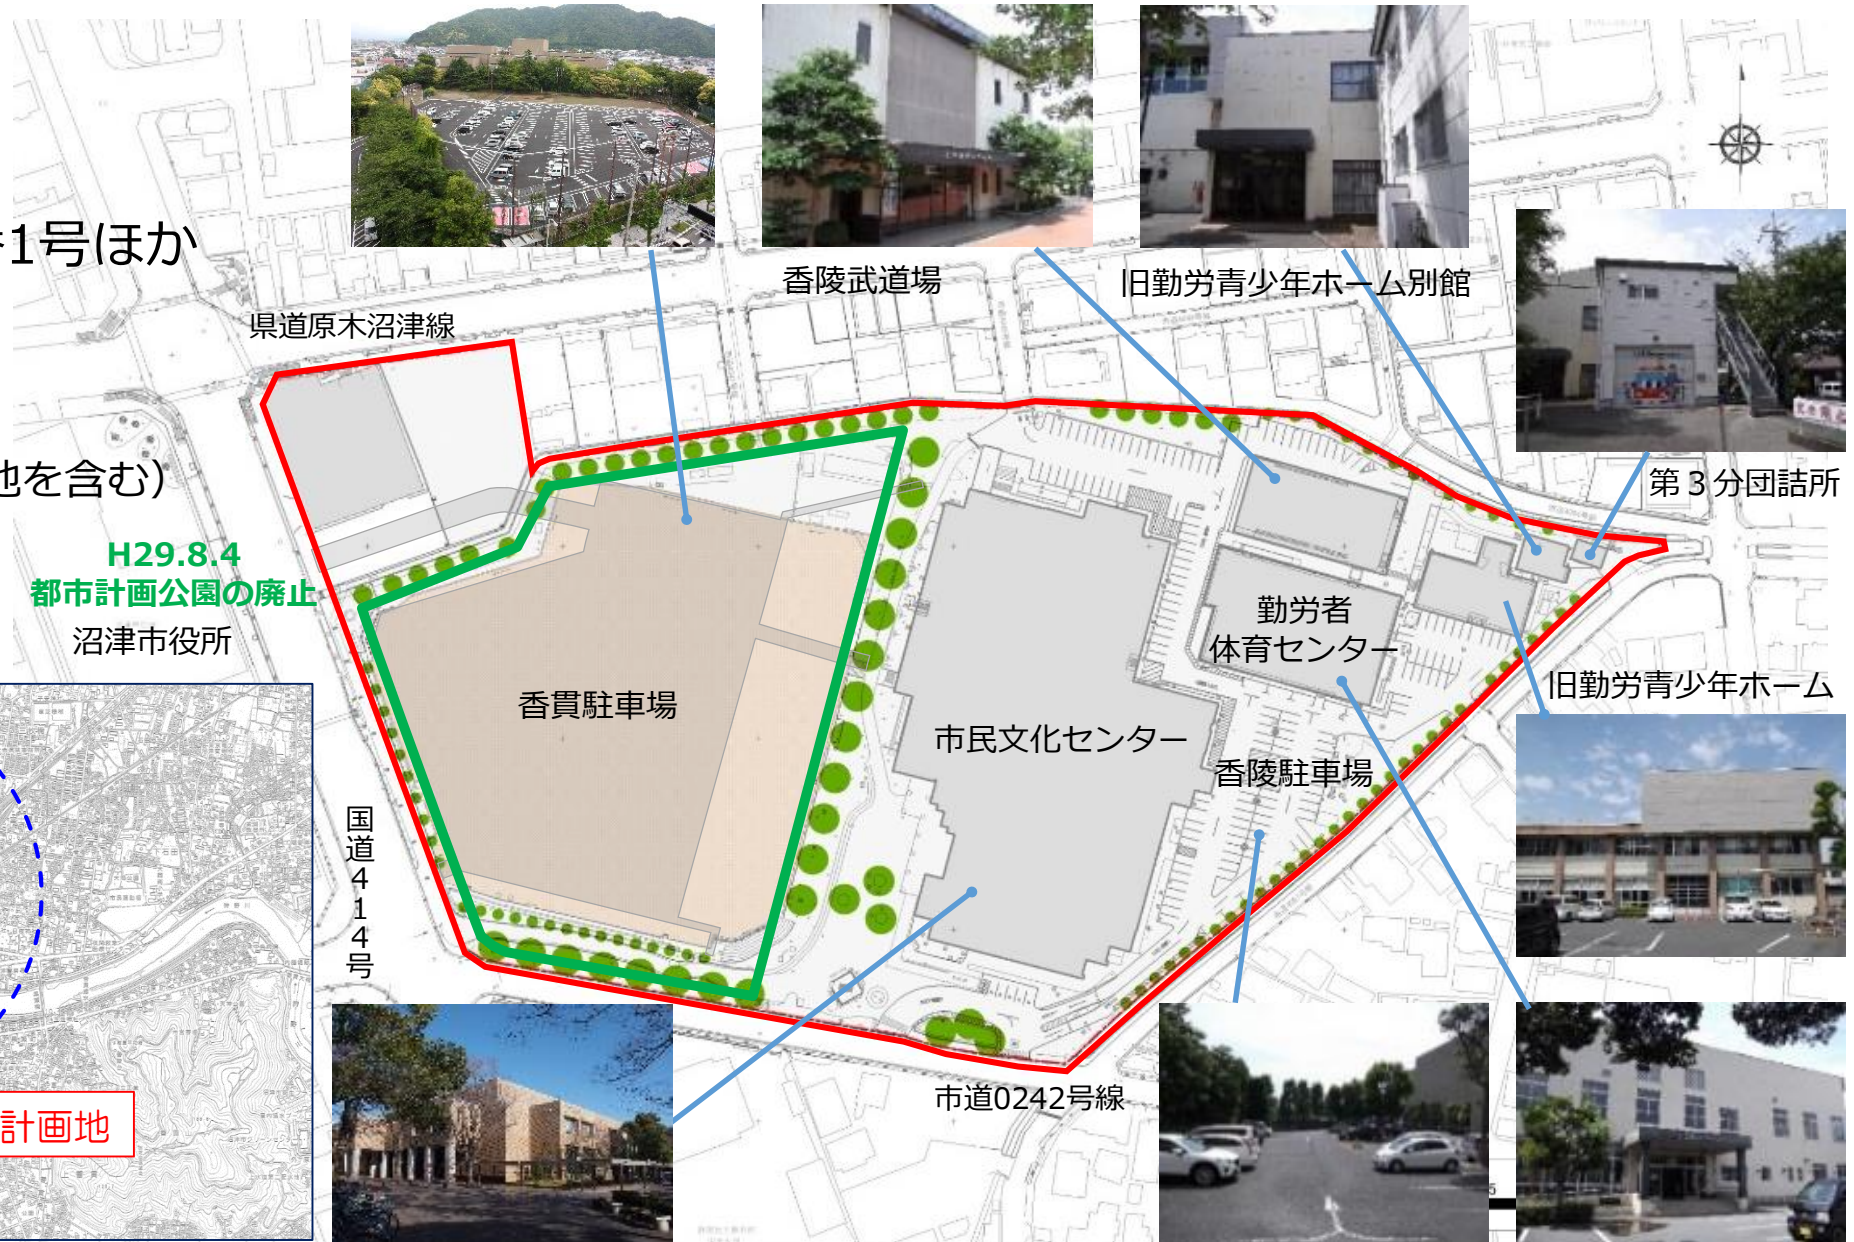 1号ほか
香陵武道場
旧勤労青少年ホーム別館
県道原木沼津線
地を含む）
第３分団詰所
H29.8.4
都市計画公園の廃止
沼津市役所
勤労者
体育センター
旧勤労青少年ホーム
香貫駐車場
市民文化センター
香陵駐車場
国道414号
市道0242号線
計画地